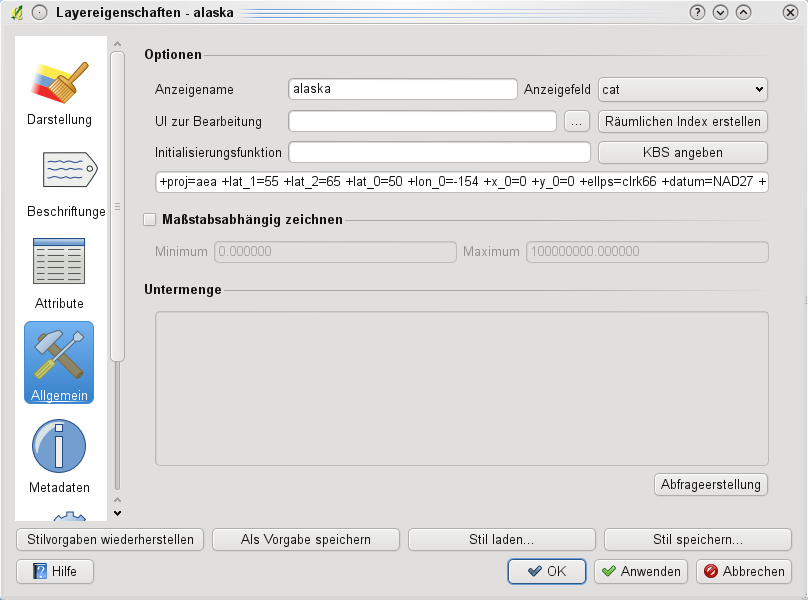 Layereigenschaften - alaska
Darstellung
Beschriftunge
Attribute
Allgemein
Metadaten
Optionen
Anzeigename alaska Anzeigefeld cat
UI zur Bearbeitung ... Räumlichen Index erstellen
Initialisierungsfunktion KBS angeben
+proj=aea +lat_1=55 +lat_2=65 +lat_0=50 +lon_0=-154 +x_0=0 +y_0=0 +ellps=clrk66 +datum=NAD27 +
Maßstabsabhängig zeichnen
Minimum 0.000000 Maximum 100000000.000000
Untermenge
Abfrageerstellung
Stilvorgaben wiederherstellen Als Vorgabe speichern Stil laden... Stil speichern...
? Hilfe OK Anwenden Abbrechen